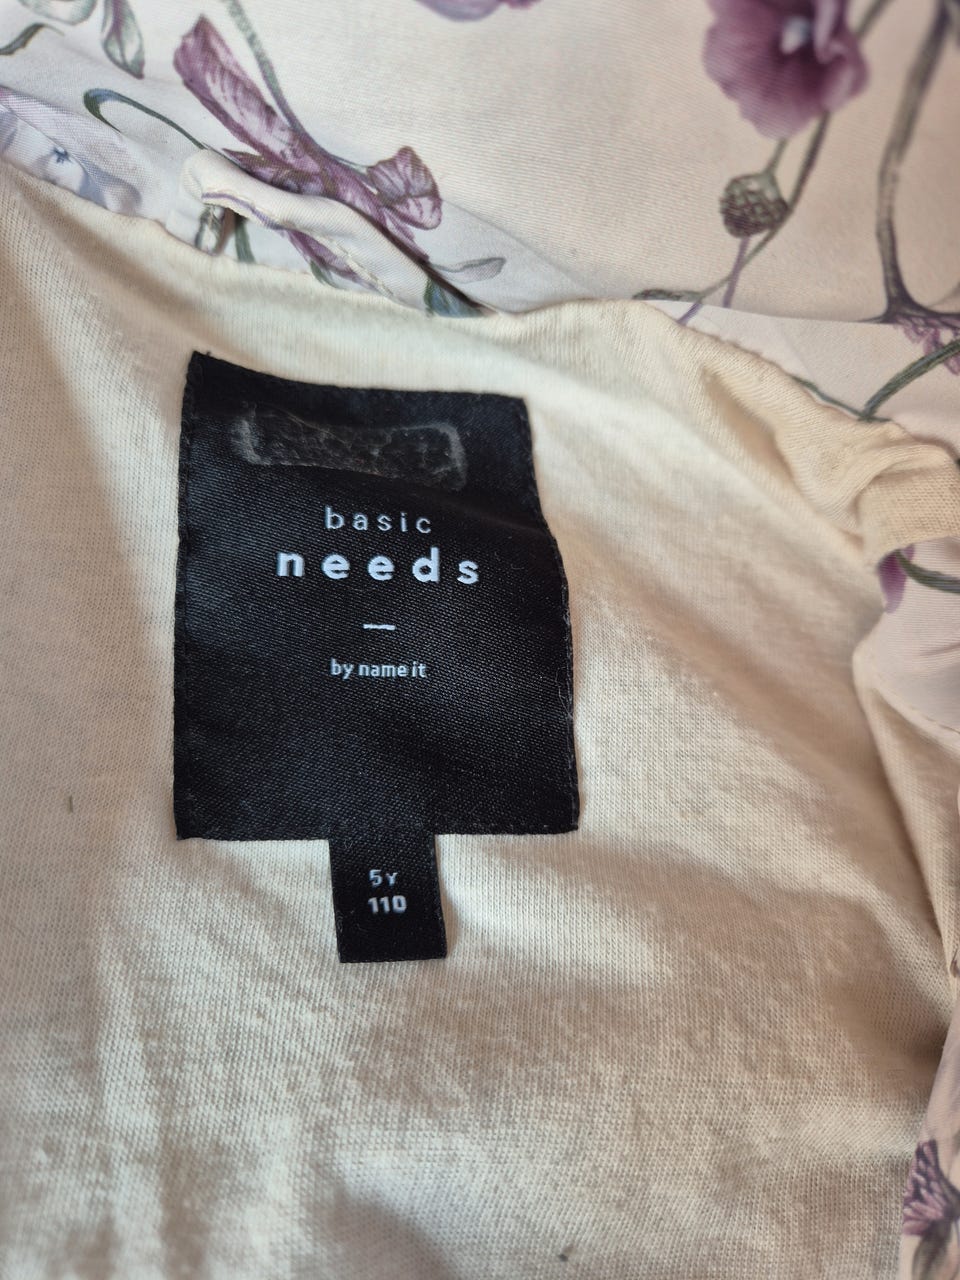 basic
needs
by name it
5Y
110